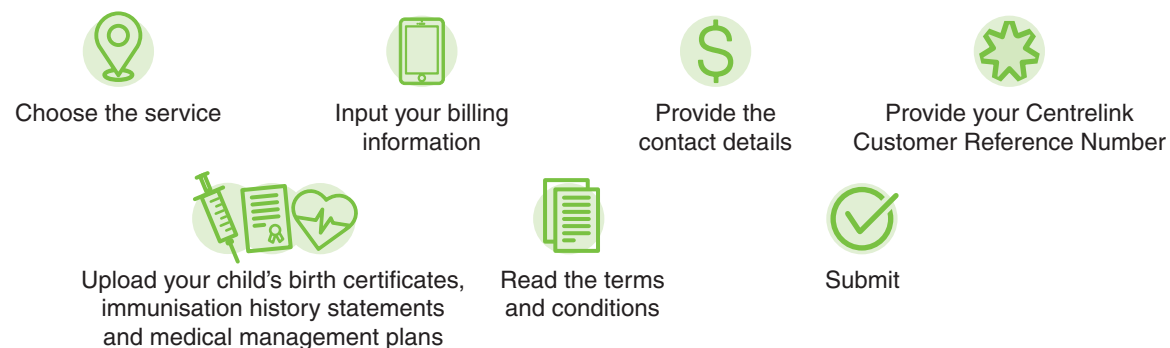 Choose the service
Input your billing
information
Provide the
contact details
Provide your Centrelink
Customer Reference Number
Upload your child’s birth certificates,
immunisation history statements
and medical management plans
Read the terms
and conditions
Submit